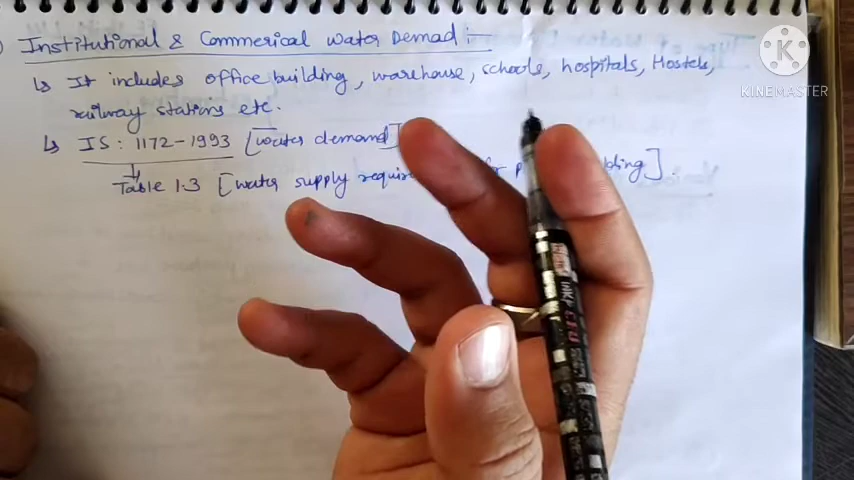 Institutional & Commerical water Demad :-
↳ It includes office building, warehouse, schools, hospitals, Hostels,
railway stations etc.
↳ IS : 1172-1993 [water demand]
Table 1.3 [water supply for
KINEMASTER